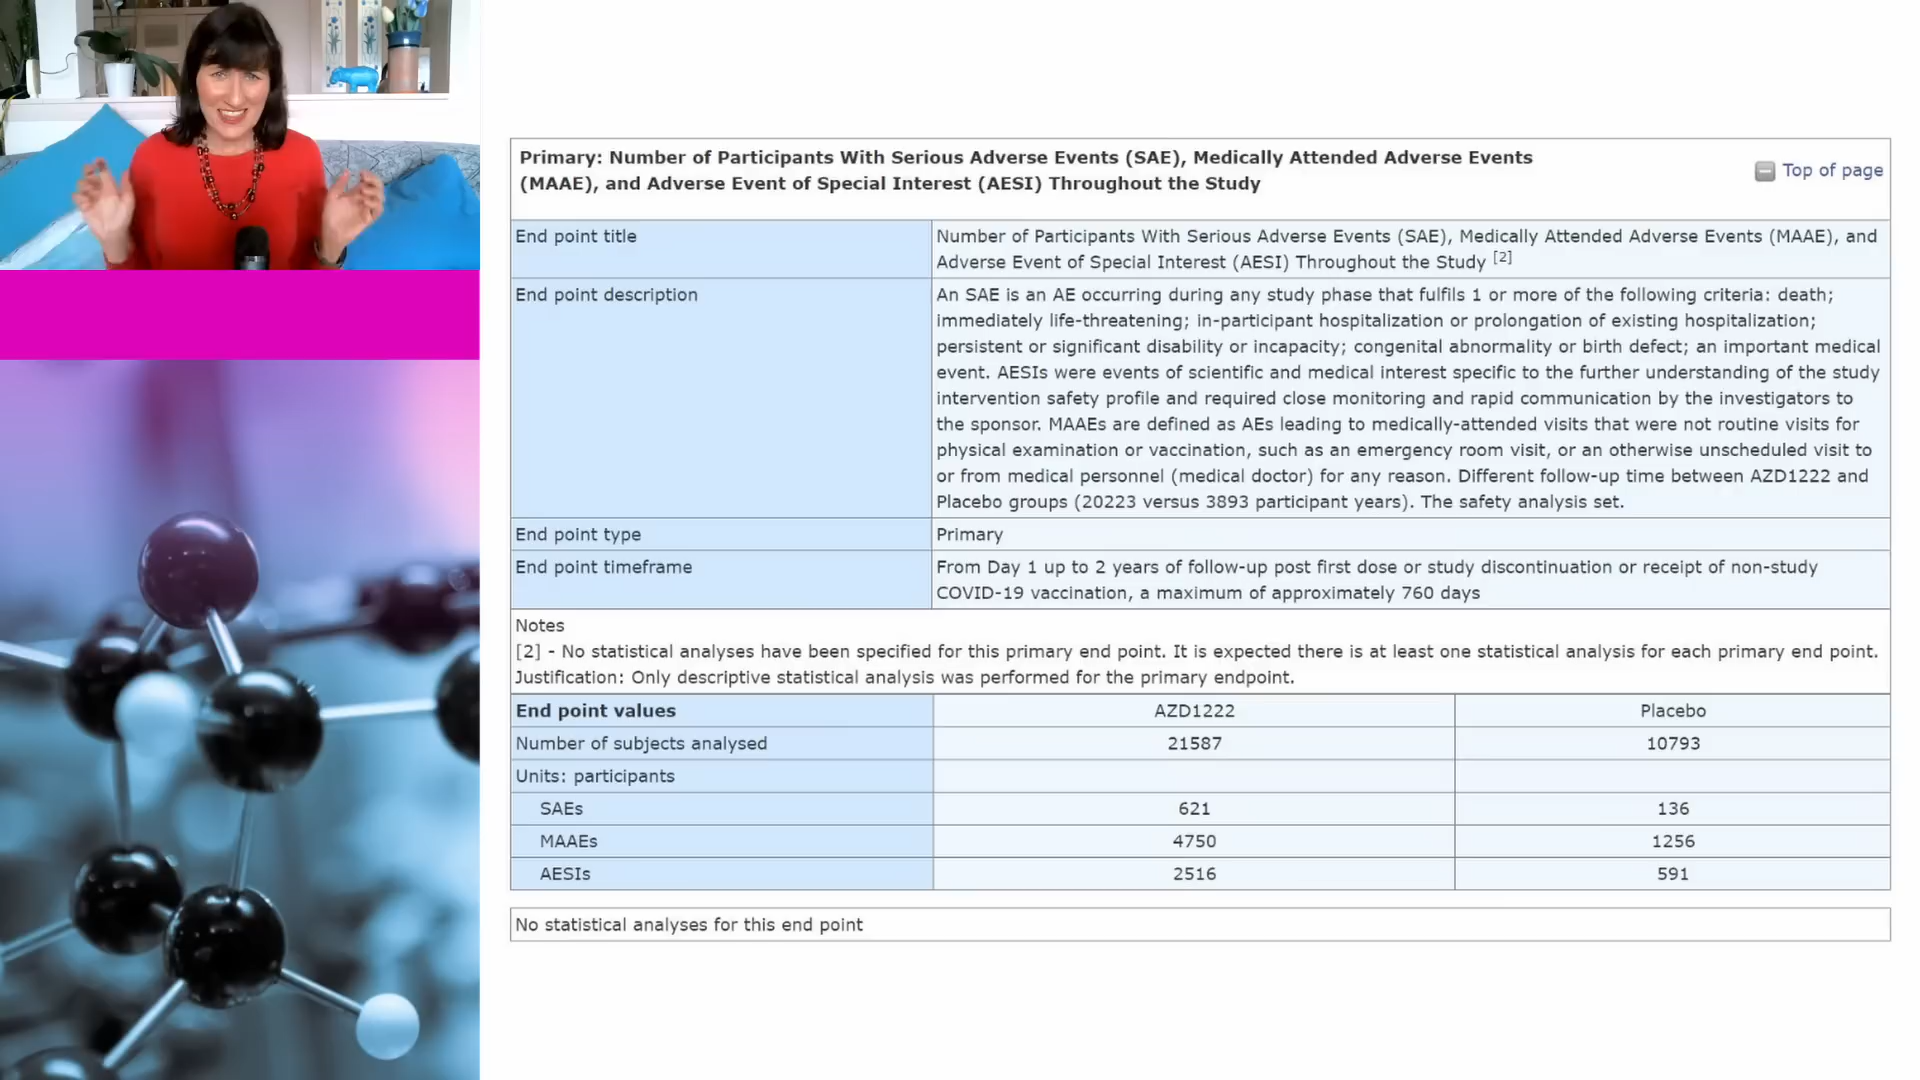 Primary: Number of Participants With Serious Adverse Events (SAE), Medically Attended Adverse Events
(MAAE), and Adverse Event of Special Interest (AESI) Throughout the Study
Top of page
End point title
Number of Participants With Serious Adverse Events (SAE), Medically Attended Adverse Events (MAAE), and
Adverse Event of Special Interest (AESI) Throughout the Study [2]
End point description
An SAE is an AE occurring during any study phase that fulfils 1 or more of the following criteria: death;
immediately life-threatening; in-participant hospitalization or prolongation of existing hospitalization;
persistent or significant disability or incapacity; congenital abnormality or birth defect; an important medical
event. AESIs were events of scientific and medical interest specific to the further understanding of the study
intervention safety profile and required close monitoring and rapid communication by the investigators to
the sponsor. MAAEs are defined as AEs leading to medically-attended visits that were not routine visits for
physical examination or vaccination, such as an emergency room visit, or an otherwise unscheduled visit to
or from medical personnel (medical doctor) for any reason. Different follow-up time between AZD1222 and
Placebo groups (20223 versus 3893 participant years). The safety analysis set.
End point type
Primary
End point timeframe
From Day 1 up to 2 years of follow-up post first dose or study discontinuation or receipt of non-study
COVID-19 vaccination, a maximum of approximately 760 days
Notes
[2] - No statistical analyses have been specified for this primary end point. It is expected there is at least one statistical analysis for each primary end point.
Justification: Only descriptive statistical analysis was performed for the primary endpoint.
End point values AZD1222 Placebo
Number of subjects analysed 21587 10793
Units: participants
SAEs 621 136
MAAEs 4750 1256
AESIs 2516 591
No statistical analyses for this end point